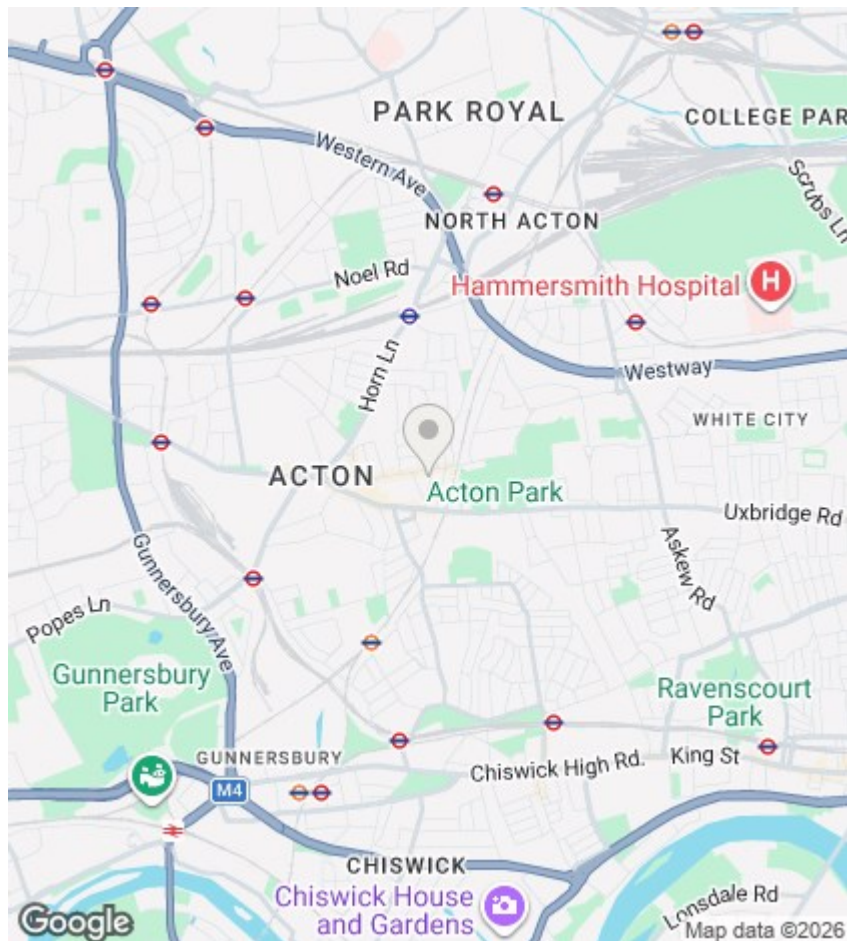 PARK ROYAL
COLLEGE PAR
Western Ave
Scrubs Ln
NORTH ACTON
Noel Rd
Hammersmith Hospital
H
Horn Ln
Westway
WHITE CITY
ACTON
Acton Park
Uxbridge Rd
Askew Rd
Gunnersbury Ave
Popes Ln
Gunnersbury
Park
Ravenscourt
Park
GUNNERSBURY
King St
Chiswick High Rd.
M4
CHISWICK
Chiswick House
and Gardens
Lonsdale Rd
Google
Map data ©2026